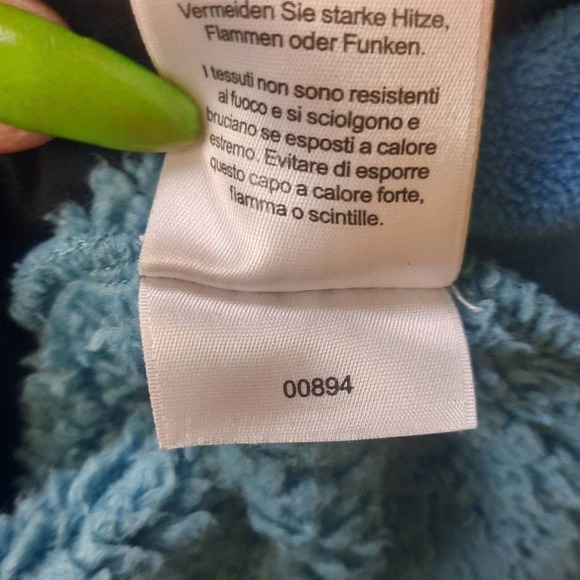 Vermeiden Sie starke Hitze,
Flammen oder Funken.
I tessuti non sono resistenti
al fuoco e si sciolgono e
bruciano se esposti a calore
estremo. Evitare di esporre
questo capo a calore forte,
fiamma o scintille.
00894